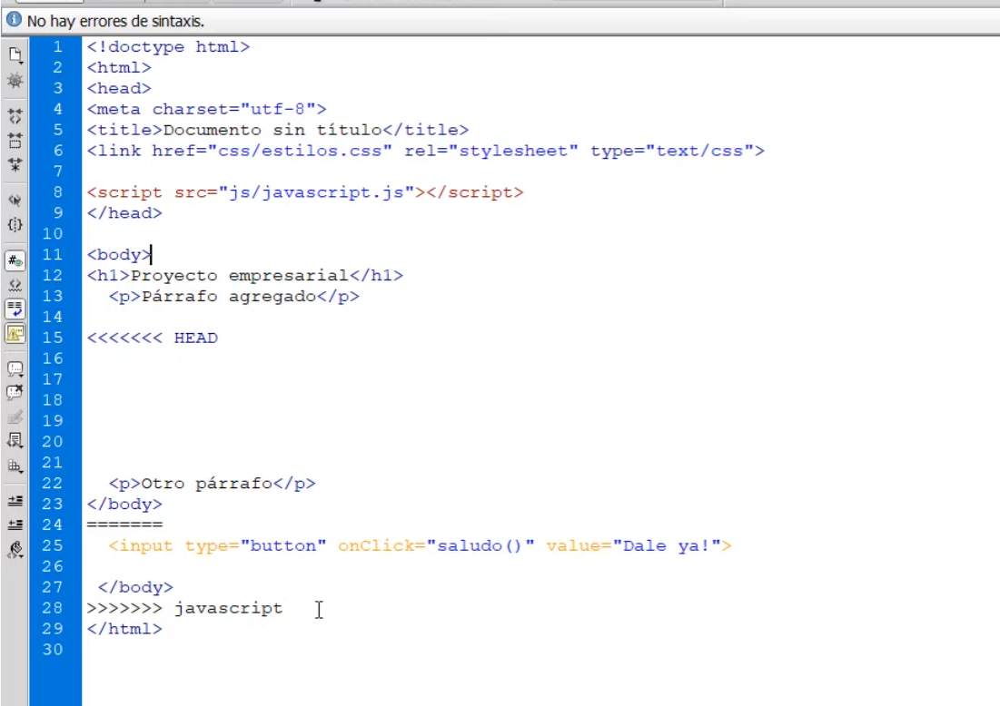 No hay errores de sintaxis.
1 <!doctype html>
2 <html>
3 <head>
4 <meta charset="utf-8">
5 <title>Documento sin título</title>
6 <link href="css/estilos.css" rel="stylesheet" type="text/css">
7
8 <script src="js/javascript.js"></script>
9 </head>
10
11 <body>
12 <h1>Proyecto empresarial</h1>
13 <p>Párrafo agregado</p>
14
15 <<<<<<< HEAD
16
17
18
19
20
21
22 <p>Otro párrafo</p>
23 </body>
24 =======
25 <input type="button" onClick="saludo()" value="Dale ya!">
26
27 </body>
28 >>>>>>> javascript
29 </html>
30